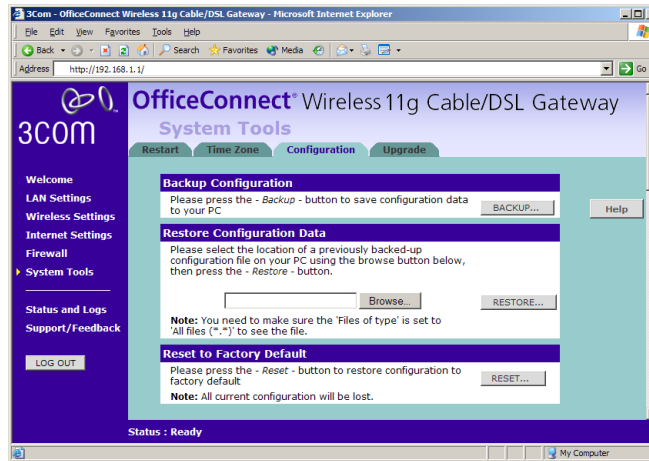 3Com - OfficeConnect Wireless 11g Cable/DSL Gateway - Microsoft Internet Explorer
File Edit View Favorites Tools Help
Back Search Favorites Media
Address http://192.168.1.1/ Go
3COM
OfficeConnect® Wireless 11g Cable/DSL Gateway
System Tools
Restart Time Zone Configuration Upgrade
Welcome
LAN Settings
Wireless Settings
Internet Settings
Firewall
System Tools
Status and Logs
Support/Feedback
LOG OUT
Backup Configuration
Please press the - Backup - button to save configuration data
to your PC
BACKUP...
Help
Restore Configuration Data
Please select the location of a previously backed-up
configuration file on your PC using the browse button below,
then press the - Restore - button.
Browse...
RESTORE...
Note: You need to make sure the 'Files of type' is set to
'All files (*.*)' to see the file.
Reset to Factory Default
Please press the - Reset - button to restore configuration to
factory default
RESET...
Note: All current configuration will be lost.
Status : Ready
My Computer